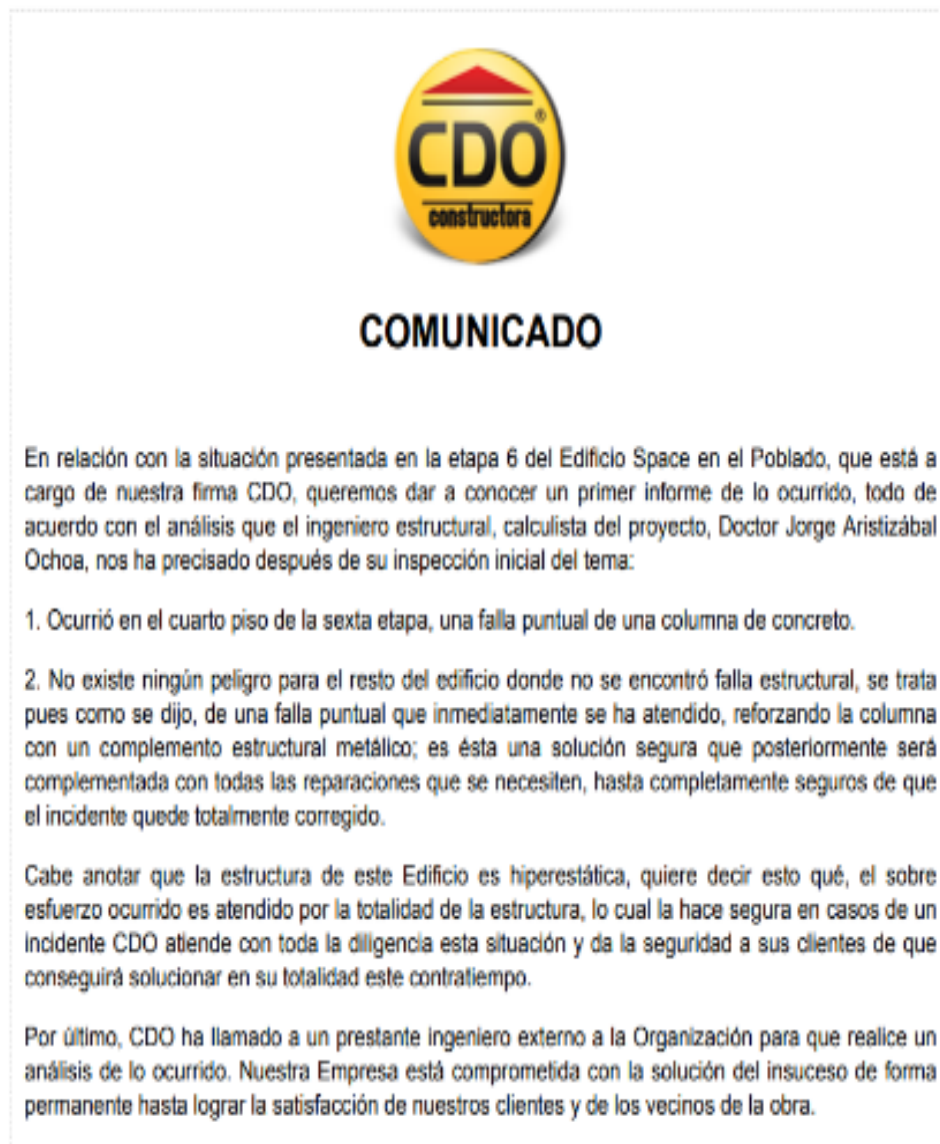 CDO®
constructora
COMUNICADO
En relación con la situación presentada en la etapa 6 del Edificio Space en el Poblado, que está a
cargo de nuestra firma CDO, queremos dar a conocer un primer informe de lo ocurrido, todo de
acuerdo con el análisis que el ingeniero estructural, calculista del proyecto, Doctor Jorge Aristizábal
Ochoa, nos ha precisado después de su inspección inicial del tema:
1. Ocurrió en el cuarto piso de la sexta etapa, una falla puntual de una columna de concreto.
2. No existe ningún peligro para el resto del edificio donde no se encontró falla estructural, se trata
pues como se dijo, de una falla puntual que inmediatamente se ha atendido, reforzando la columna
con un complemento estructural metálico; es ésta una solución segura que posteriormente será
complementada con todas las reparaciones que se necesiten, hasta completamente seguros de que
el incidente quede totalmente corregido.
Cabe anotar que la estructura de este Edificio es hiperestática, quiere decir esto qué, el sobre
esfuerzo ocurrido es atendido por la totalidad de la estructura, lo cual la hace segura en casos de un
incidente CDO atiende con toda la diligencia esta situación y da la seguridad a sus clientes de que
conseguirá solucionar en su totalidad este contratiempo.
Por último, CDO ha llamado a un prestante ingeniero externo a la Organización para que realice un
análisis de lo ocurrido. Nuestra Empresa está comprometida con la solución del insuceso de forma
permanente hasta lograr la satisfacción de nuestros clientes y de los vecinos de la obra.